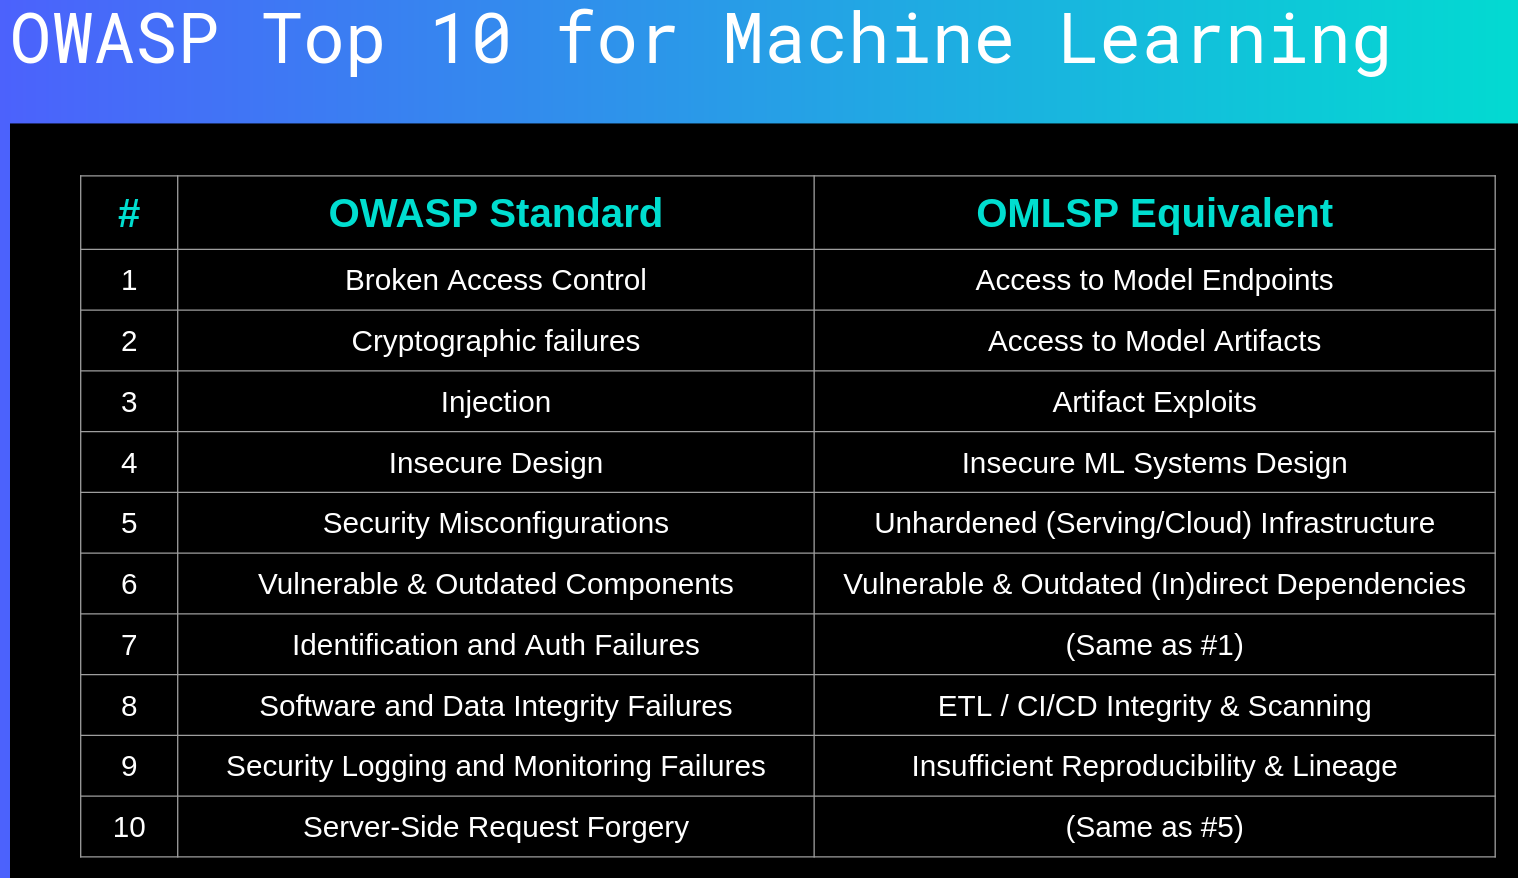 OWASP Top 10 for Machine Learning
# OWASP Standard OMLSP Equivalent
1 Broken Access Control Access to Model Endpoints
2 Cryptographic failures Access to Model Artifacts
3 Injection Artifact Exploits
4 Insecure Design Insecure ML Systems Design
5 Security Misconfigurations Unhardened (Serving/Cloud) Infrastructure
6 Vulnerable & Outdated Components Vulnerable & Outdated (In)direct Dependencies
7 Identification and Auth Failures (Same as #1)
8 Software and Data Integrity Failures ETL / CI/CD Integrity & Scanning
9 Security Logging and Monitoring Failures Insufficient Reproducibility & Lineage
10 Server-Side Request Forgery (Same as #5)